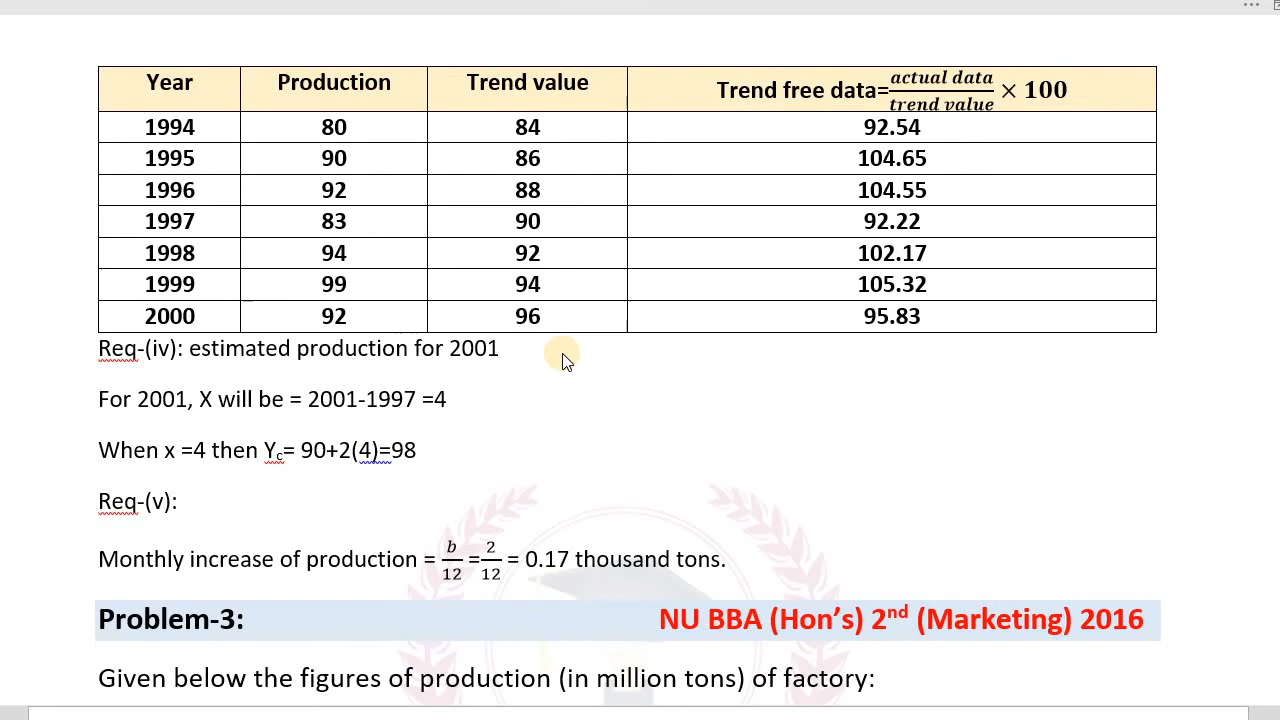 Year Production Trend value Trend free data=actual data/trend value × 100
1994 80 84 92.54
1995 90 86 104.65
1996 92 88 104.55
1997 83 90 92.22
1998 94 92 102.17
1999 99 94 105.32
2000 92 96 95.83
Req-(iv): estimated production for 2001
For 2001, X will be = 2001-1997 =4
When x =4 then Yc= 90+2(4)=98
Req-(v):
Monthly increase of production = b/12 =2/12 = 0.17 thousand tons.
Problem-3: NU BBA (Hon’s) 2nd (Marketing) 2016
Given below the figures of production (in million tons) of factory: